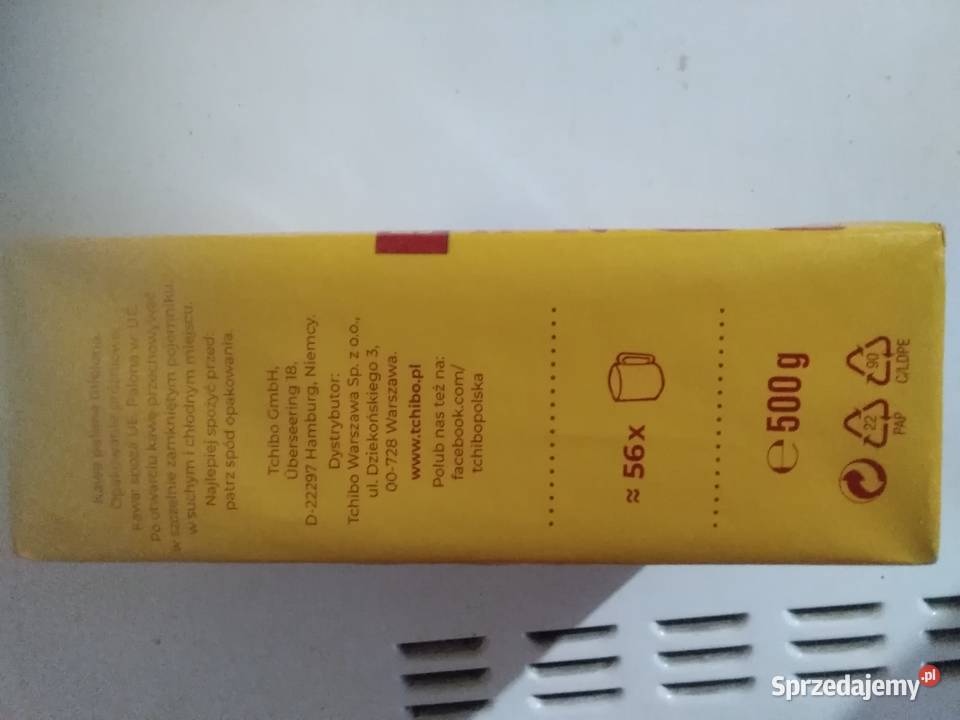 Kawa palona mielona.
Opakowanie próżniowe.
Kawa: spoza UE. Palona w UE.
Po otwarciu kawę przechowywać
w szczelnie zamkniętym pojemniku,
w suchym i chłodnym miejscu.
Najlepiej spożyć przed:
patrz spód opakowania.
Tchibo GmbH,
Überseering 18,
D-22297 Hamburg, Niemcy.
Dystrybutor:
Tchibo Warszawa Sp. z o.o.,
ul. Dziekońskiego 3,
00-728 Warszawa.
www.tchibo.pl
Polub nas też na:
facebook.com/
tchibopolska
≈ 56x
℮ 500 g
22 90
PAP C/LDPE
Sprzedajemy.pl